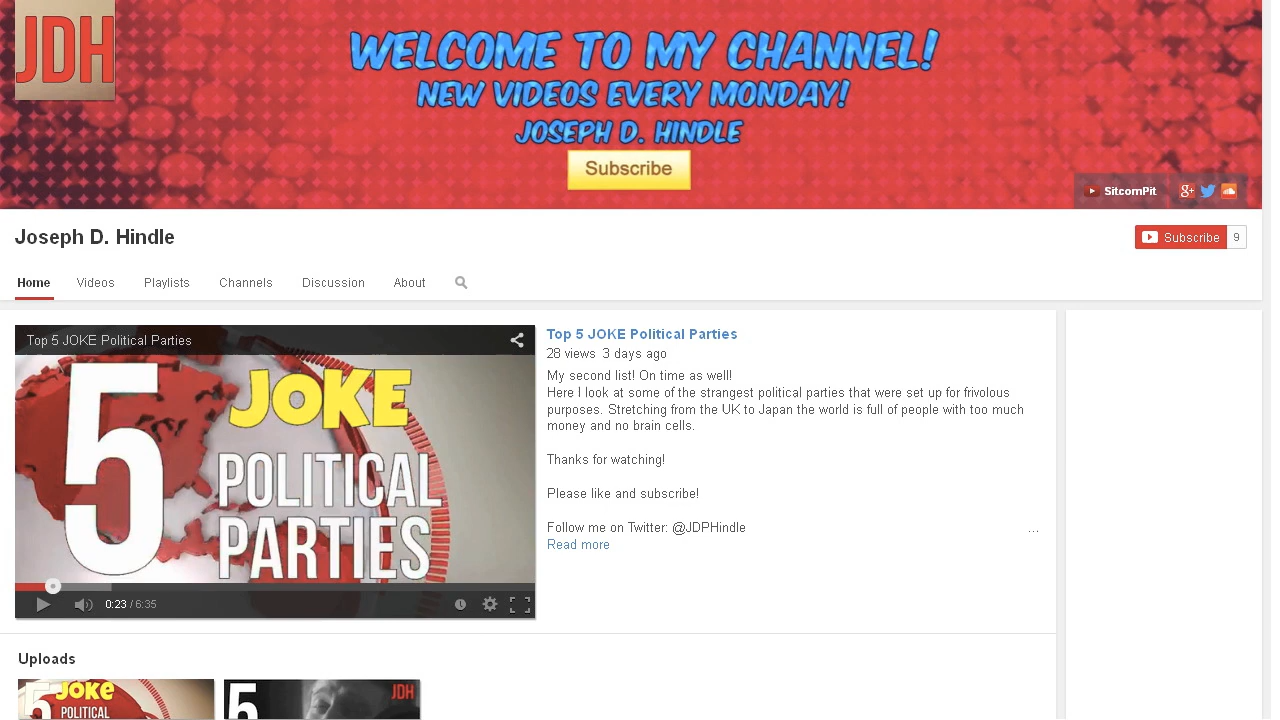 JDH
WELCOME TO MY CHANNEL!
NEW VIDEOS EVERY MONDAY!
JOSEPH D. HINDLE
Subscribe
SitcomPit
g+
Joseph D. Hindle
Subscribe 9
Home Videos Playlists Channels Discussion About
Top 5 JOKE Political Parties
5 JOKE
POLITICAL
PARTIES
0:23 / 6:35
Top 5 JOKE Political Parties
28 views 3 days ago
My second list! On time as well!
Here I look at some of the strangest political parties that were set up for frivolous
purposes. Stretching from the UK to Japan the world is full of people with too much
money and no brain cells.
Thanks for watching!
Please like and subscribe!
Follow me on Twitter: @JDPHindle ...
Read more
Uploads
5 JOKE
POLITICAL
5 JDH